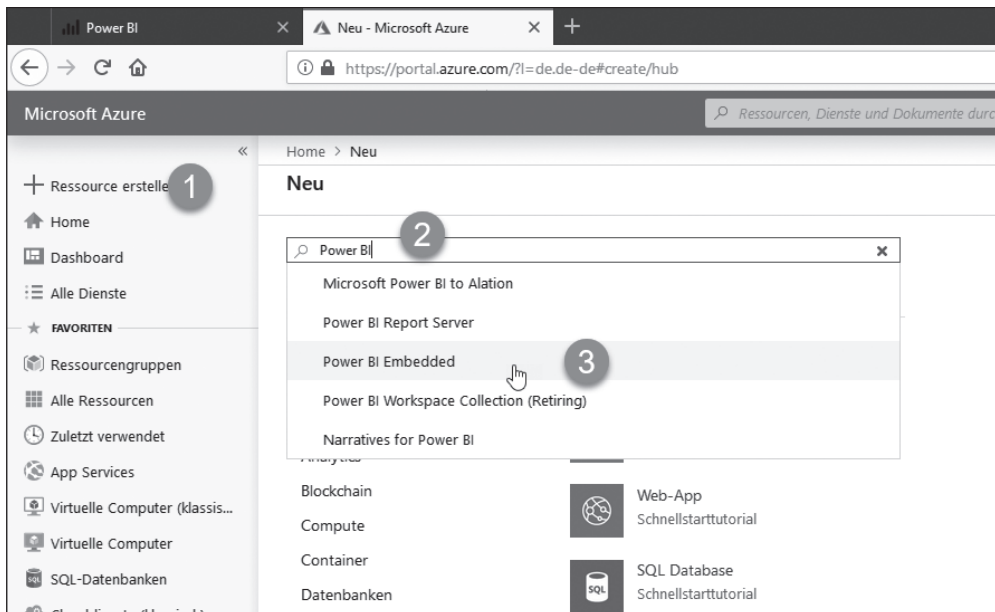 Power BI
Neu - Microsoft Azure
https://portal.azure.com/?l=de.de-de#create/hub
Microsoft Azure
Ressourcen, Dienste und Dokumente durc
Home > Neu
Neu
Ressource erstelle
1
Home
Dashboard
Alle Dienste
FAVORITEN
Ressourcengruppen
Alle Ressourcen
Zuletzt verwendet
App Services
Virtuelle Computer (klassis...
Virtuelle Computer
SQL-Datenbanken
2
Power BI
Microsoft Power BI to Alation
Power BI Report Server
Power BI Embedded
3
Power BI Workspace Collection (Retiring)
Narratives for Power BI
Analytics
Blockchain
Compute
Container
Datenbanken
Web-App
Schnellstarttutorial
SQL
SQL Database
Schnellstarttutorial